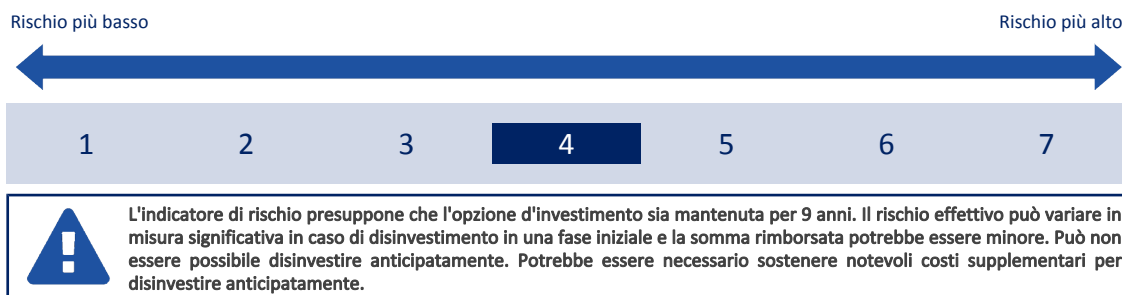 Rischio più basso Rischio più alto
1 2 3 4 5 6 7
L'indicatore di rischio presuppone che l'opzione d'investimento sia mantenuta per 9 anni. Il rischio effettivo può variare in
misura significativa in caso di disinvestimento in una fase iniziale e la somma rimborsata potrebbe essere minore. Può non
essere possibile disinvestire anticipatamente. Potrebbe essere necessario sostenere notevoli costi supplementari per
disinvestire anticipatamente.